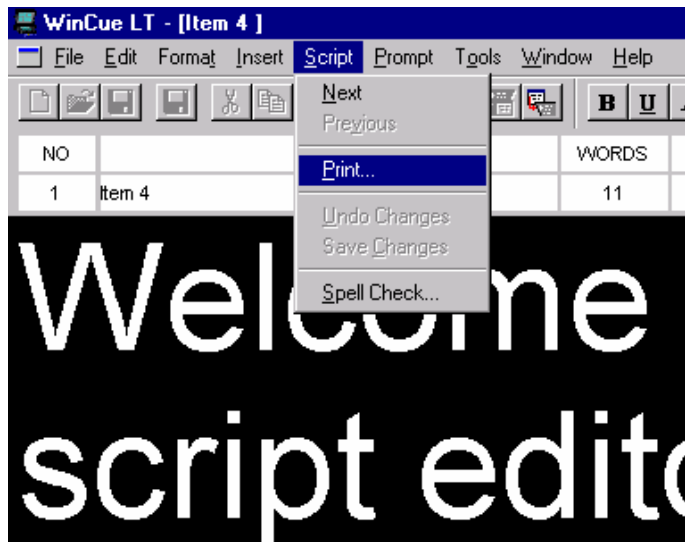 WinCue LT - [Item 4 ]
File Edit Format Insert Script Prompt Tools Window Help
B U
Next
Previous
NO WORDS
Print...
1 Item 4 11
Undo Changes
Save Changes
Spell Check...
Welcome
script edito